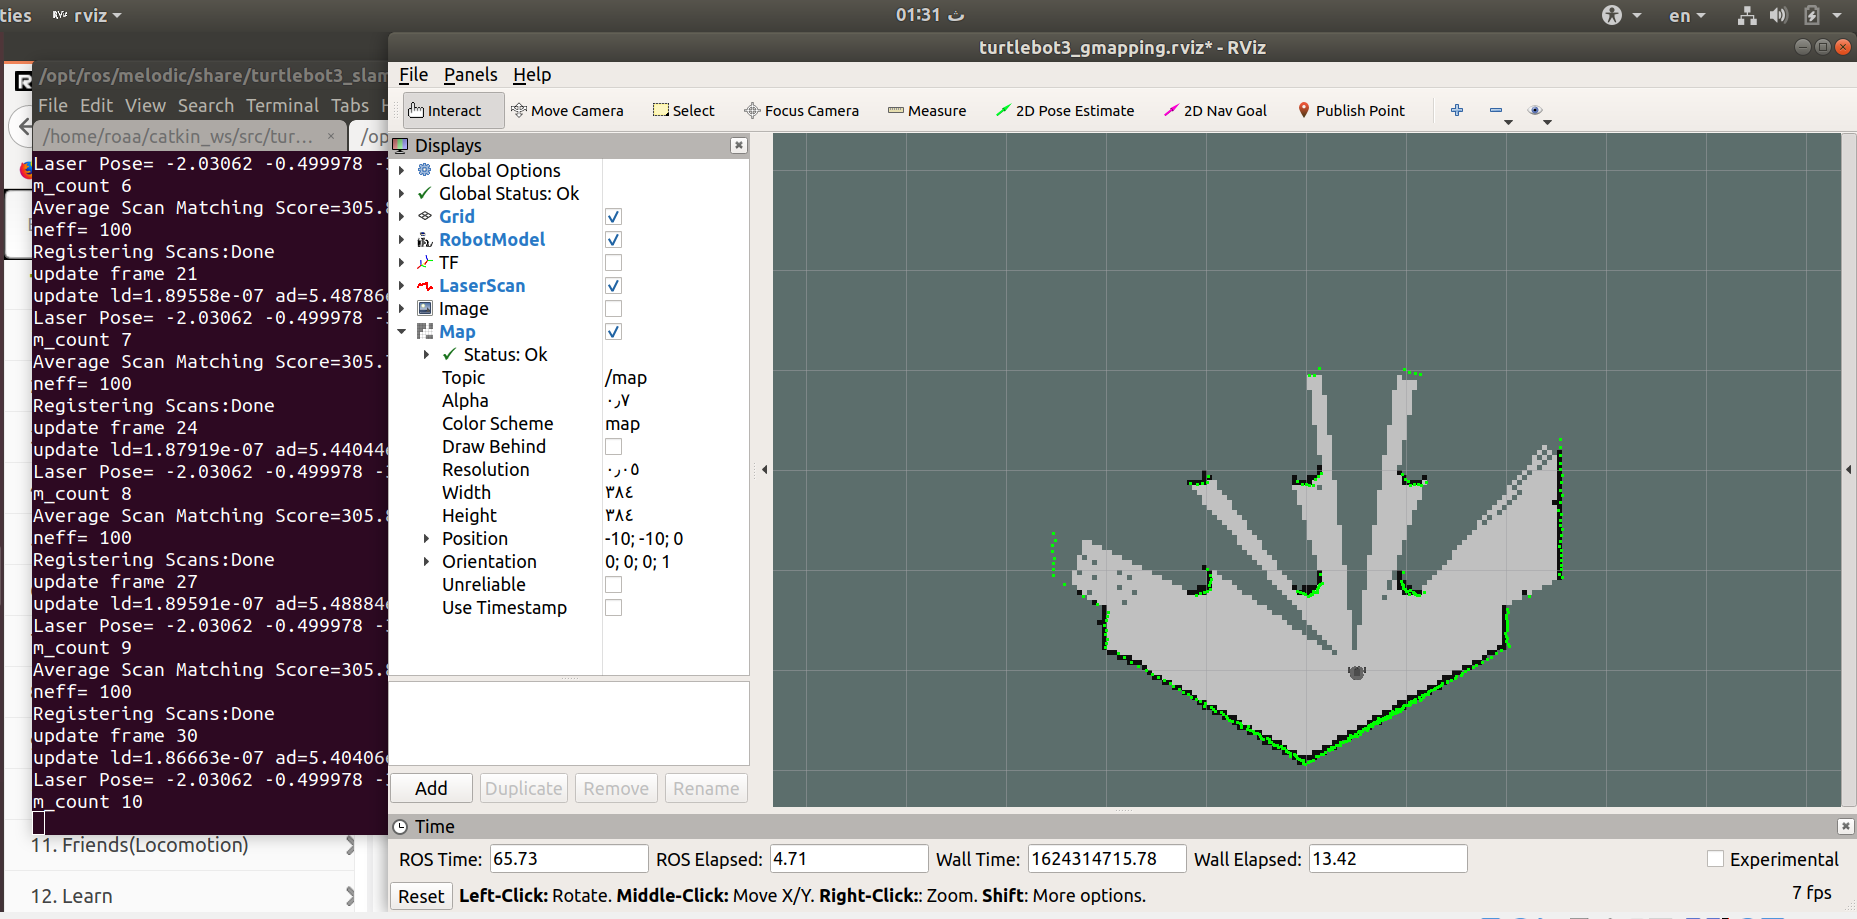 ties rviz
01:31 ث
en
turtlebot3_gmapping.rviz* - RViz
/opt/ros/melodic/share/turtlebot3_slam
File Edit View Search Terminal Tabs H
/home/roaa/catkin_ws/src/tur... × /op
Laser Pose= -2.03062 -0.499978 -
m_count 6
Average Scan Matching Score=305.8
neff= 100
Registering Scans:Done
update frame 21
update ld=1.89558e-07 ad=5.48786e
Laser Pose= -2.03062 -0.499978 -
m_count 7
Average Scan Matching Score=305.7
neff= 100
Registering Scans:Done
update frame 24
update ld=1.87919e-07 ad=5.44044e
Laser Pose= -2.03062 -0.499978 -
m_count 8
Average Scan Matching Score=305.8
neff= 100
Registering Scans:Done
update frame 27
update ld=1.89591e-07 ad=5.48884e
Laser Pose= -2.03062 -0.499978 -
m_count 9
Average Scan Matching Score=305.8
neff= 100
Registering Scans:Done
update frame 30
update ld=1.86663e-07 ad=5.40406e
Laser Pose= -2.03062 -0.499978 -
m_count 10
11. Friends(Locomotion)
12. Learn
File Panels Help
Interact Move Camera Select Focus Camera Measure 2D Pose Estimate 2D Nav Goal Publish Point
Displays
Global Options
Global Status: Ok
Grid
RobotModel
TF
LaserScan
Image
Map
Status: Ok
Topic /map
Alpha ٠٫٧
Color Scheme map
Draw Behind
Resolution ٠٫٠٥
Width ٣٨٤
Height ٣٨٤
Position -10; -10; 0
Orientation 0; 0; 0; 1
Unreliable
Use Timestamp
Add Duplicate Remove Rename
Time
ROS Time: 65.73 ROS Elapsed: 4.71 Wall Time: 1624314715.78 Wall Elapsed: 13.42 Experimental
Reset Left-Click: Rotate. Middle-Click: Move X/Y. Right-Click:: Zoom. Shift: More options. 7 fps